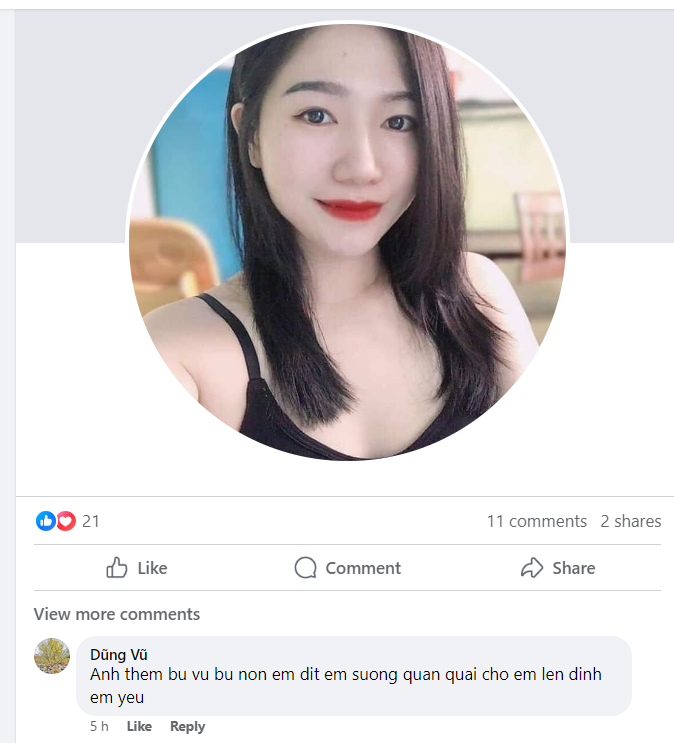 21
11 comments 2 shares
Like Comment Share
View more comments
Dũng Vũ
Anh them bu vu bu non em dit em suong quan quai cho em len dinh
em yeu
5 h Like Reply